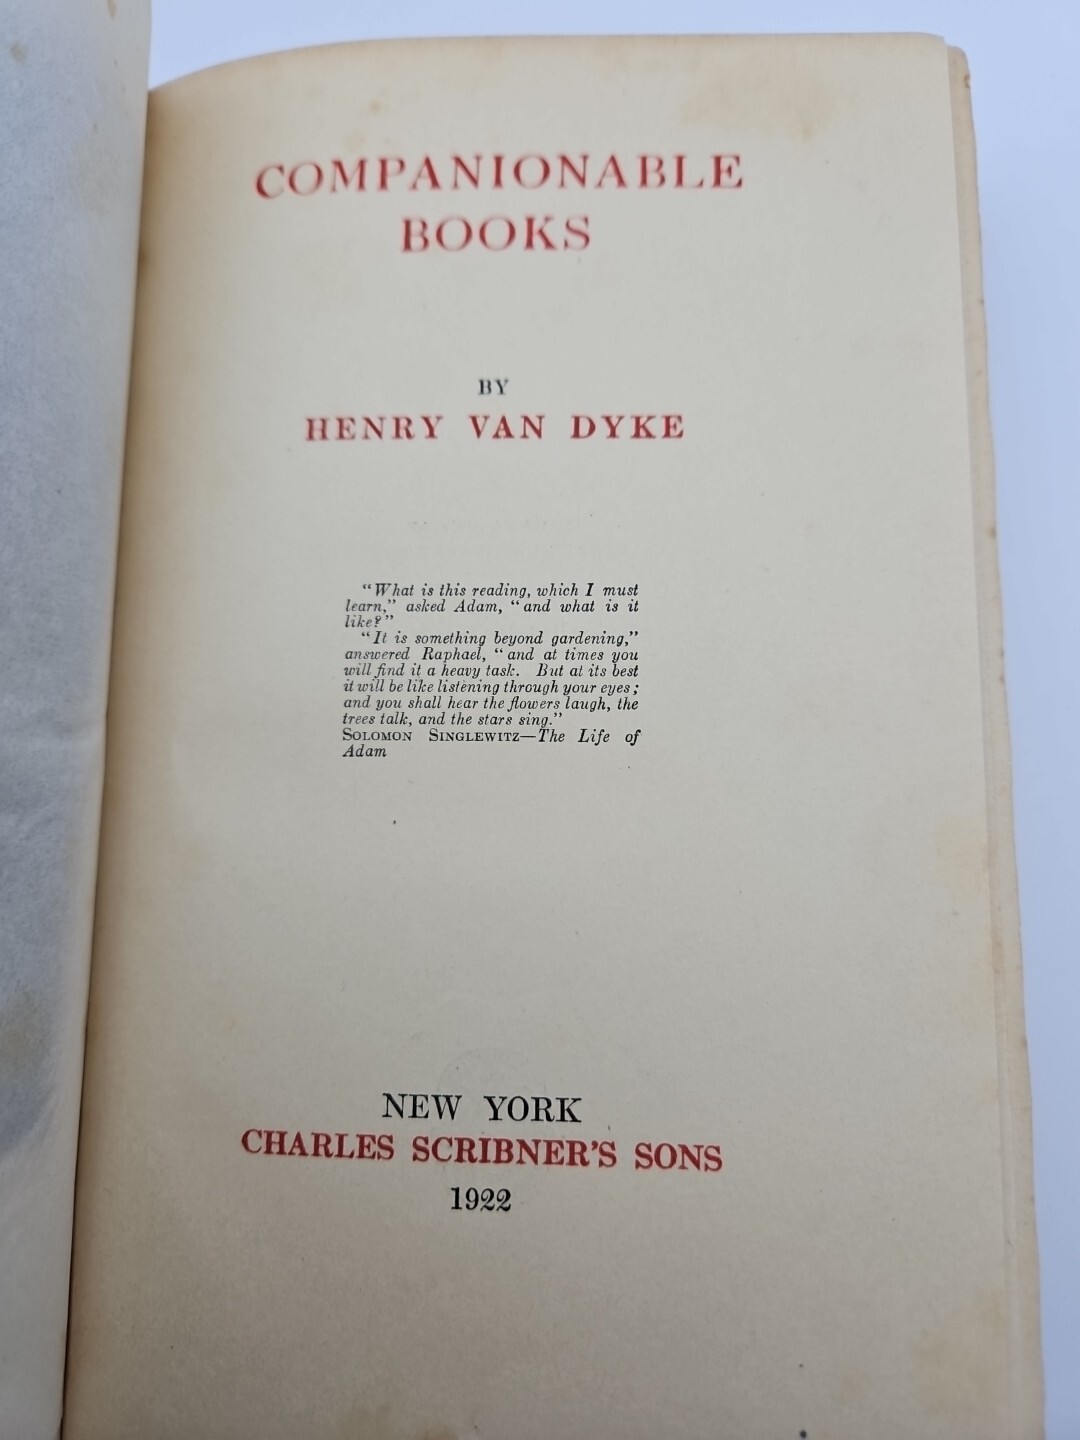 COMPANIONABLE
BOOKS
BY
HENRY VAN DYKE
"What is this reading, which I must
learn," asked Adam, "and what is it
like?"
"It is something beyond gardening,"
answered Raphael, "and at times you
will find it a heavy task. But at its best
it will be like listening through your eyes;
and you shall hear the flowers laugh, the
trees talk, and the stars sing."
SOLOMON SINGLEWITZ—The Life of
Adam
NEW YORK
CHARLES SCRIBNER'S SONS
1922